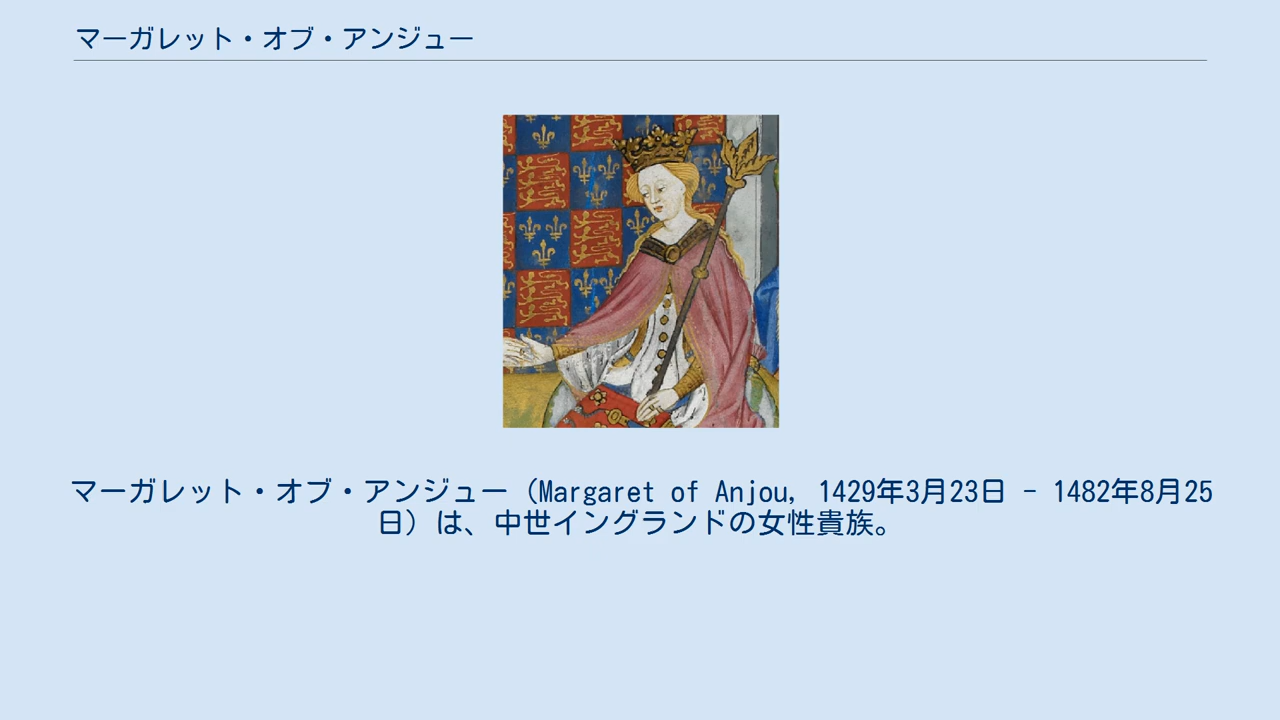 マーガレット・オブ・アンジュー
マーガレット・オブ・アンジュー（Margaret of Anjou, 1429年3月23日 - 1482年8月25
日）は、中世イングランドの女性貴族。